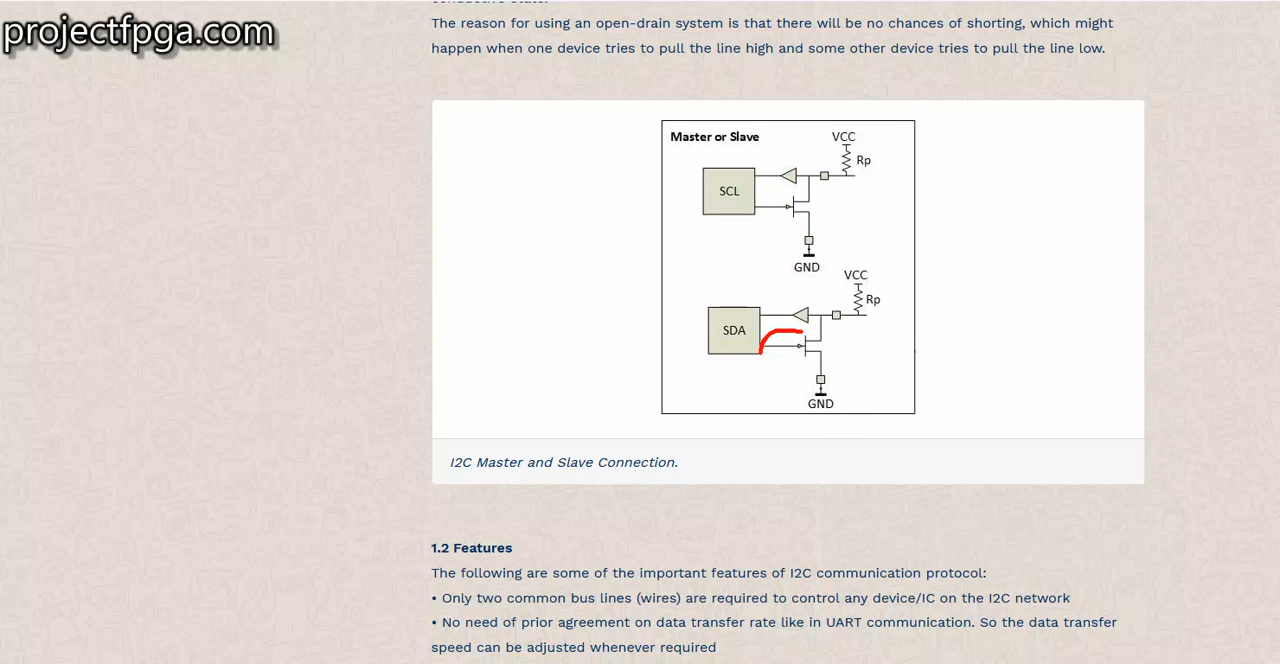 projectfpga.com
The reason for using an open-drain system is that there will be no chances of shorting, which might
happen when one device tries to pull the line high and some other device tries to pull the line low.
Master or Slave
VCC
Rp
SCL
GND
VCC
Rp
SDA
GND
I2C Master and Slave Connection.
1.2 Features
The following are some of the important features of I2C communication protocol:
• Only two common bus lines (wires) are required to control any device/IC on the I2C network
• No need of prior agreement on data transfer rate like in UART communication. So the data transfer
speed can be adjusted whenever required